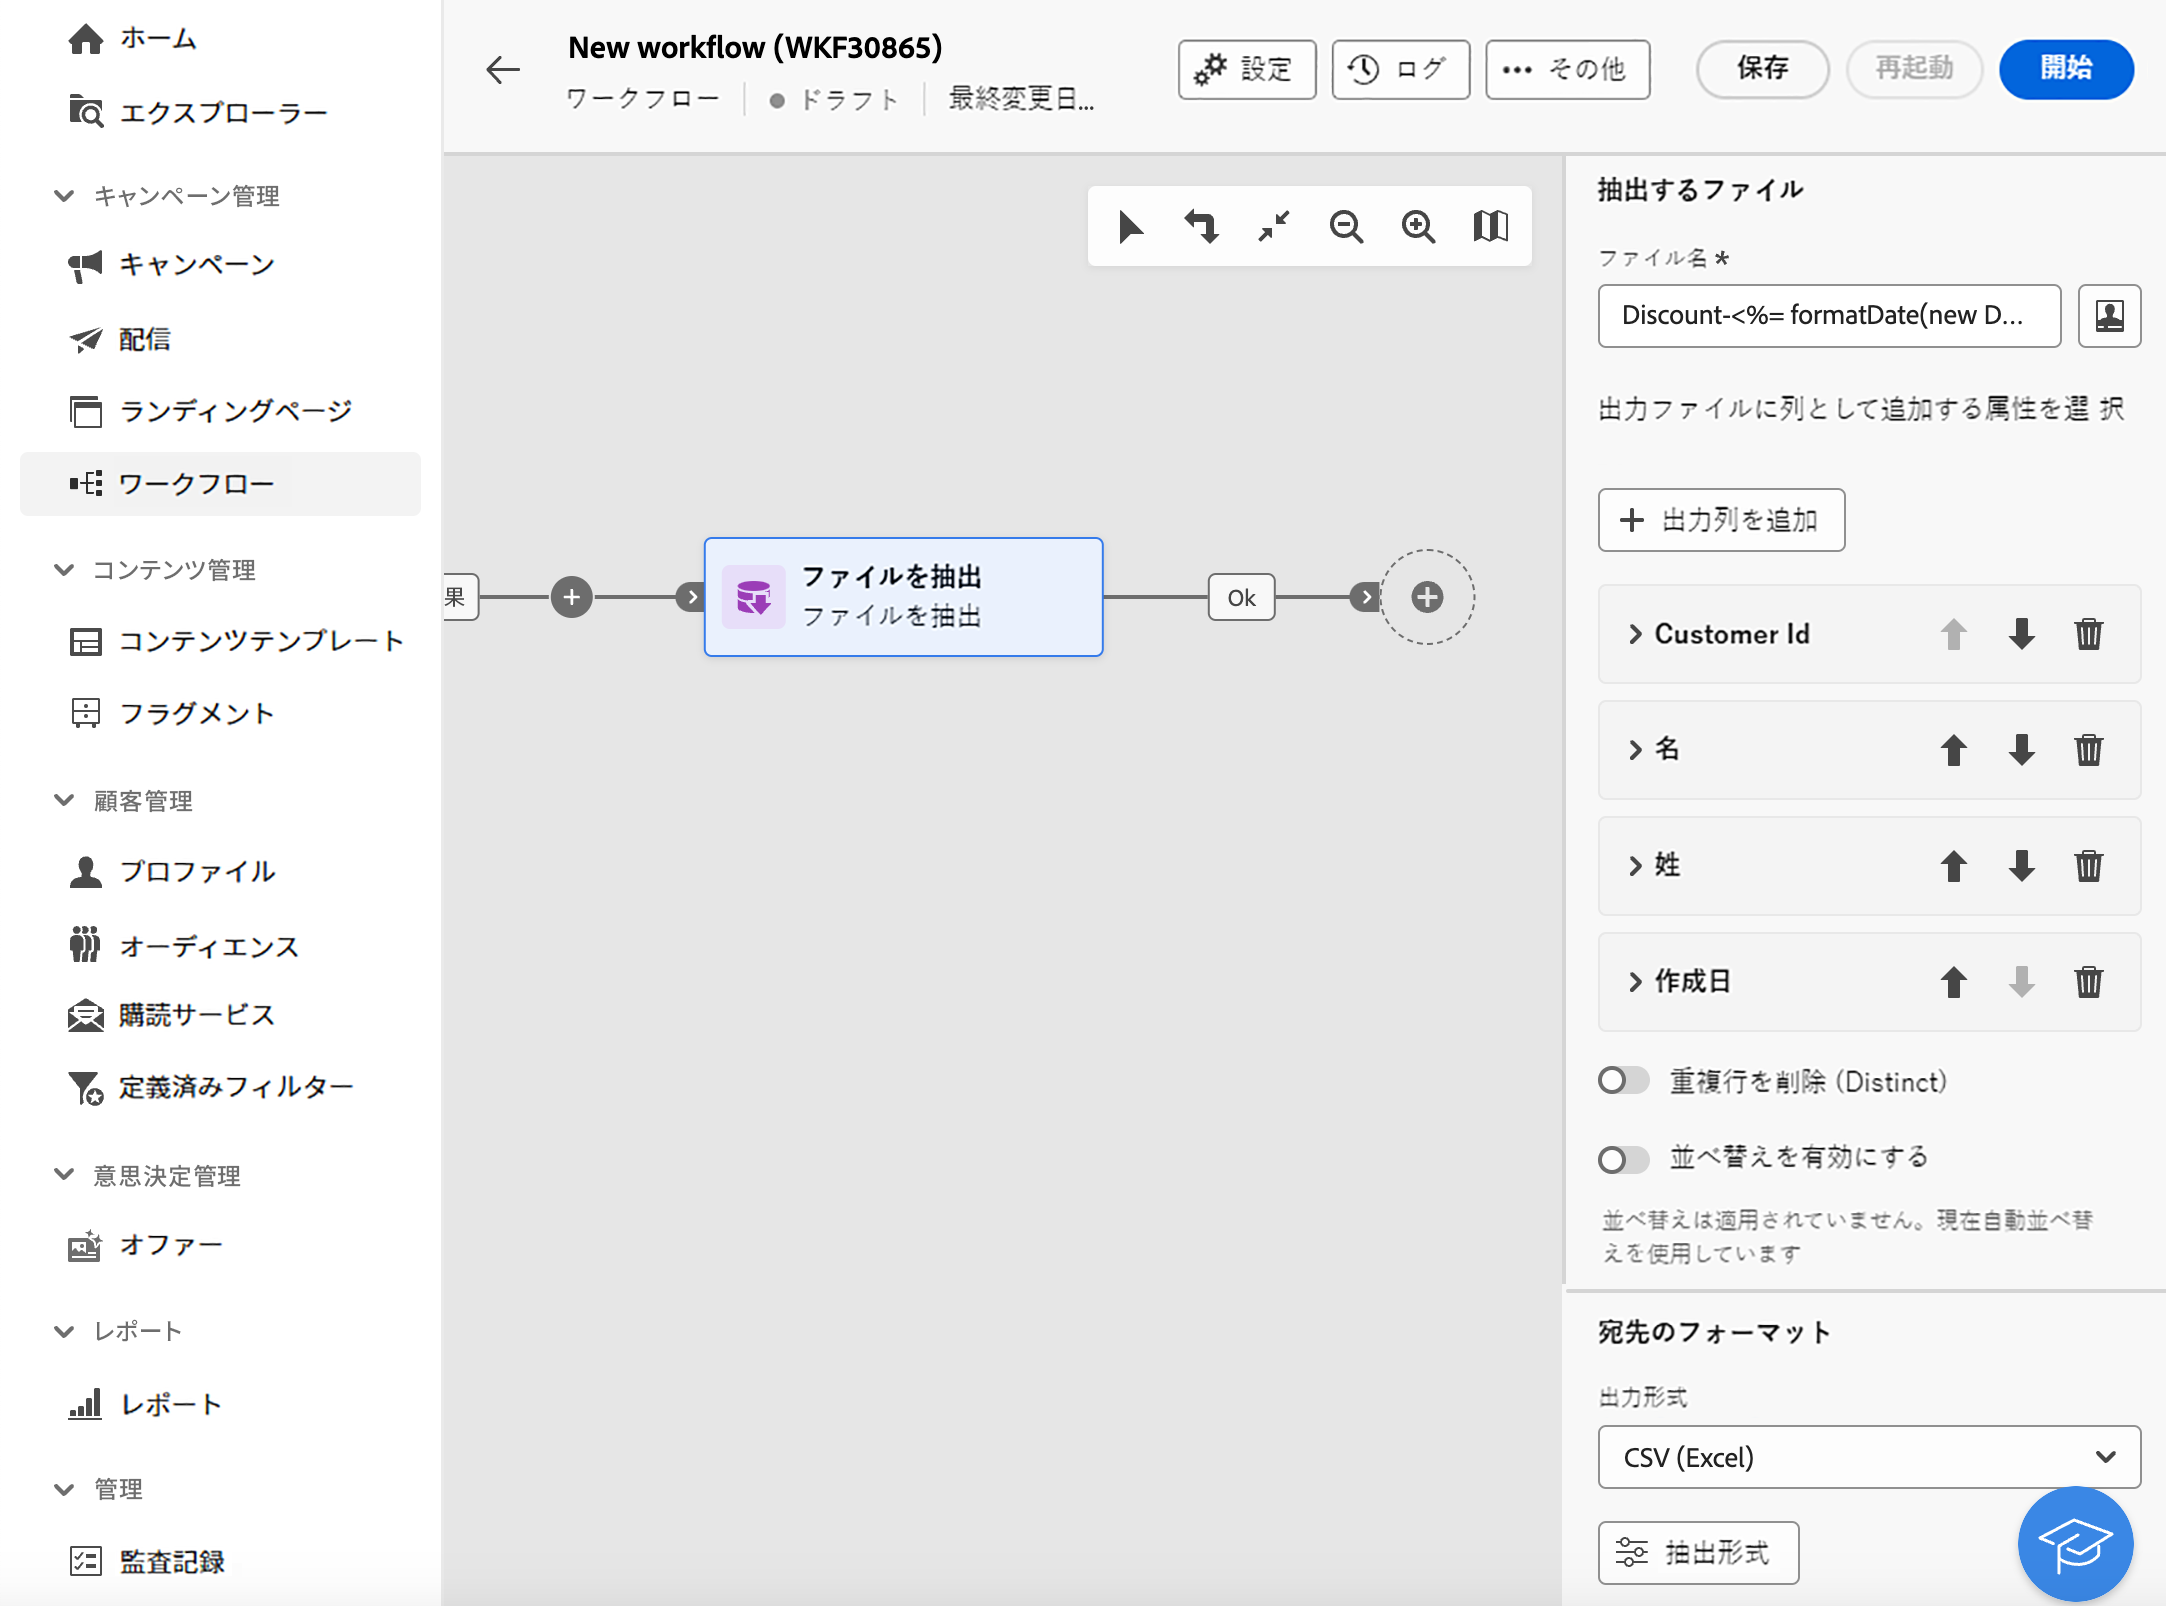 ホーム
エクスプローラー
キャンペーン管理
キャンペーン
配信
ランディングページ
ワークフロー
コンテンツ管理
コンテンツテンプレート
フラグメント
顧客管理
プロファイル
オーディエンス
購読サービス
定義済みフィルター
意思決定管理
オファー
レポート
レポート
管理
監査記録
New workflow (WKF30865)
ワークフロー
ドラフト
最終変更日...
設定
ログ
その他
保存
再起動
開始
果
ファイルを抽出
ファイルを抽出
Ok
抽出するファイル
ファイル名 *
Discount-<%= formatDate(new D...
出力ファイルに列として追加する属性を選 択
出力列を追加
Customer Id
名
姓
作成日
重複行を削除 (Distinct)
並べ替えを有効にする
並べ替えは適用されていません。現在自動並べ替
えを使用しています
宛先のフォーマット
出力形式
CSV (Excel)
抽出形式